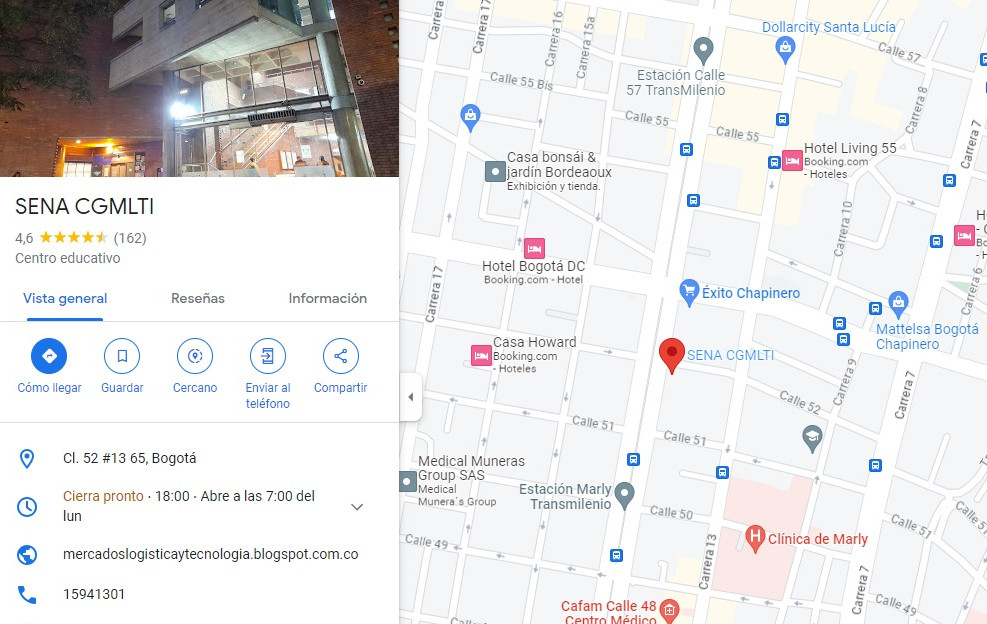 SENA CGMLTI
4,6 (162)
Centro educativo
Vista general
Reseñas
Información
Cómo llegar
Guardar
Cercano
Enviar al
teléfono
Compartir
Cl. 52 #13 65, Bogotá
Cierra pronto · 18:00 · Abre a las 7:00 del
lun
mercadoslogisticaytecnologia.blogspot.com.co
15941301
Carrera 17
Carrera 16
Carrera 15a
Carrera 17
Dollarcity Santa Lucía
Calle 57
Estación Calle
57 TransMilenio
Calle 55 Bis
Calle 55
Calle 55
Carrera 8
Carrera 7
Casa bonsái &
jardín Bordeaoux
Exhibición y tienda.
Hotel Living 55
Booking.com
- Hoteles
Carrera 10
Hotel Bogotá DC
Booking.com - Hotel
Carrera 17
Éxito Chapinero
Carrera 6
Mattelsa Bogotá
Chapinero
Casa Howard
Booking.com
- Hoteles
SENA CGMLTI
Carrera 9
Carrera 7
Calle 52
Calle 51
Calle 51
Medical Muneras
Group SAS
Medical
Munera´s Group
Estación Marly
Transmilenio
Calle 50
Calle 51
Calle 49
Carrera 13
Clínica de Marly
Carrera 7
Cafam Calle 48
Centro Médico
Calle 49